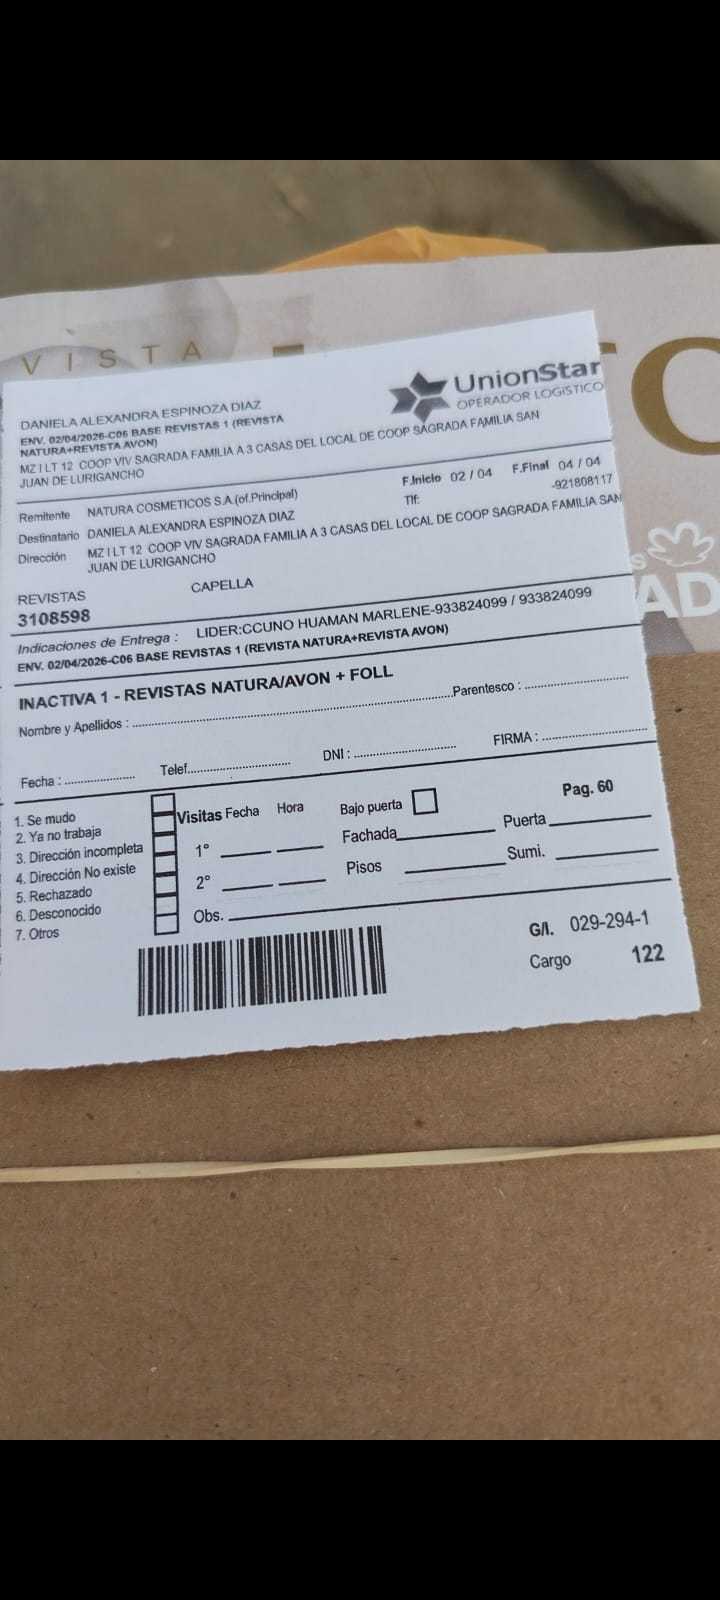 VISTA
UnionStar
OPERADOR LOGISTICO
DANIELA ALEXANDRA ESPINOZA DIAZ
ENV. 02/04/2026-C06 BASE REVISTAS 1 (REVISTA
NATURA+REVISTA AVON)
MZ I LT 12 COOP VIV SAGRADA FAMILIA A 3 CASAS DEL LOCAL DE COOP SAGRADA FAMILIA SAN
JUAN DE LURIGANCHO
Remitente NATURA COSMETICOS S.A.(of.Principal) F.Inicio 02 / 04 F.Final 04 / 04
Destinatario DANIELA ALEXANDRA ESPINOZA DIAZ Tlf: -921808117
Dirección MZ I LT 12 COOP VIV SAGRADA FAMILIA A 3 CASAS DEL LOCAL DE COOP SAGRADA FAMILIA SAN
JUAN DE LURIGANCHO
REVISTAS CAPELLA
3108598
Indicaciones de Entrega : LIDER:CCUNO HUAMAN MARLENE-933824099 / 933824099
ENV. 02/04/2026-C06 BASE REVISTAS 1 (REVISTA NATURA+REVISTA AVON)
INACTIVA 1 - REVISTAS NATURA/AVON + FOLL
Nombre y Apellidos : Parentesco :
Fecha : Telef. DNI : FIRMA :
1. Se mudo
2. Ya no trabaja
3. Dirección incompleta
4. Dirección No existe
5. Rechazado
6. Desconocido
7. Otros
Visitas Fecha Hora Bajo puerta Pag. 60
1° Fachada Puerta
2° Pisos Sumi.
Obs.
G/I. 029-294-1
Cargo 122